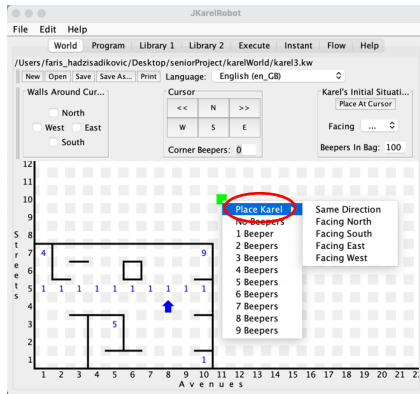 JKarelRobot
File Edit Help
World Program Library 1 Library 2 Execute Instant Flow Help
/Users/faris_hadzisadikovic/Desktop/seniorProject/karelWorld/karel3.kw
New Open Save Save As... Print Language: English (en_GB)
Walls Around Cur...
North
West East
South
Cursor
<< N >>
W S E
Corner Beepers: 0
Karel's Initial Situati...
Place At Cursor
Facing ...
Beepers In Bag: 100
Streets
12
11
10
9
8
7
6
5
4
3
2
1
4 9
1 1 1 1 1 1 1 1 1 1
5
1
Place Karel
No Beepers
1 Beeper
2 Beepers
3 Beepers
4 Beepers
5 Beepers
6 Beepers
7 Beepers
8 Beepers
9 Beepers
Same Direction
Facing North
Facing South
Facing East
Facing West
1 2 3 4 5 6 7 8 9 10 11 12 13 14 15 16 17 18 19 20 21
Avenues